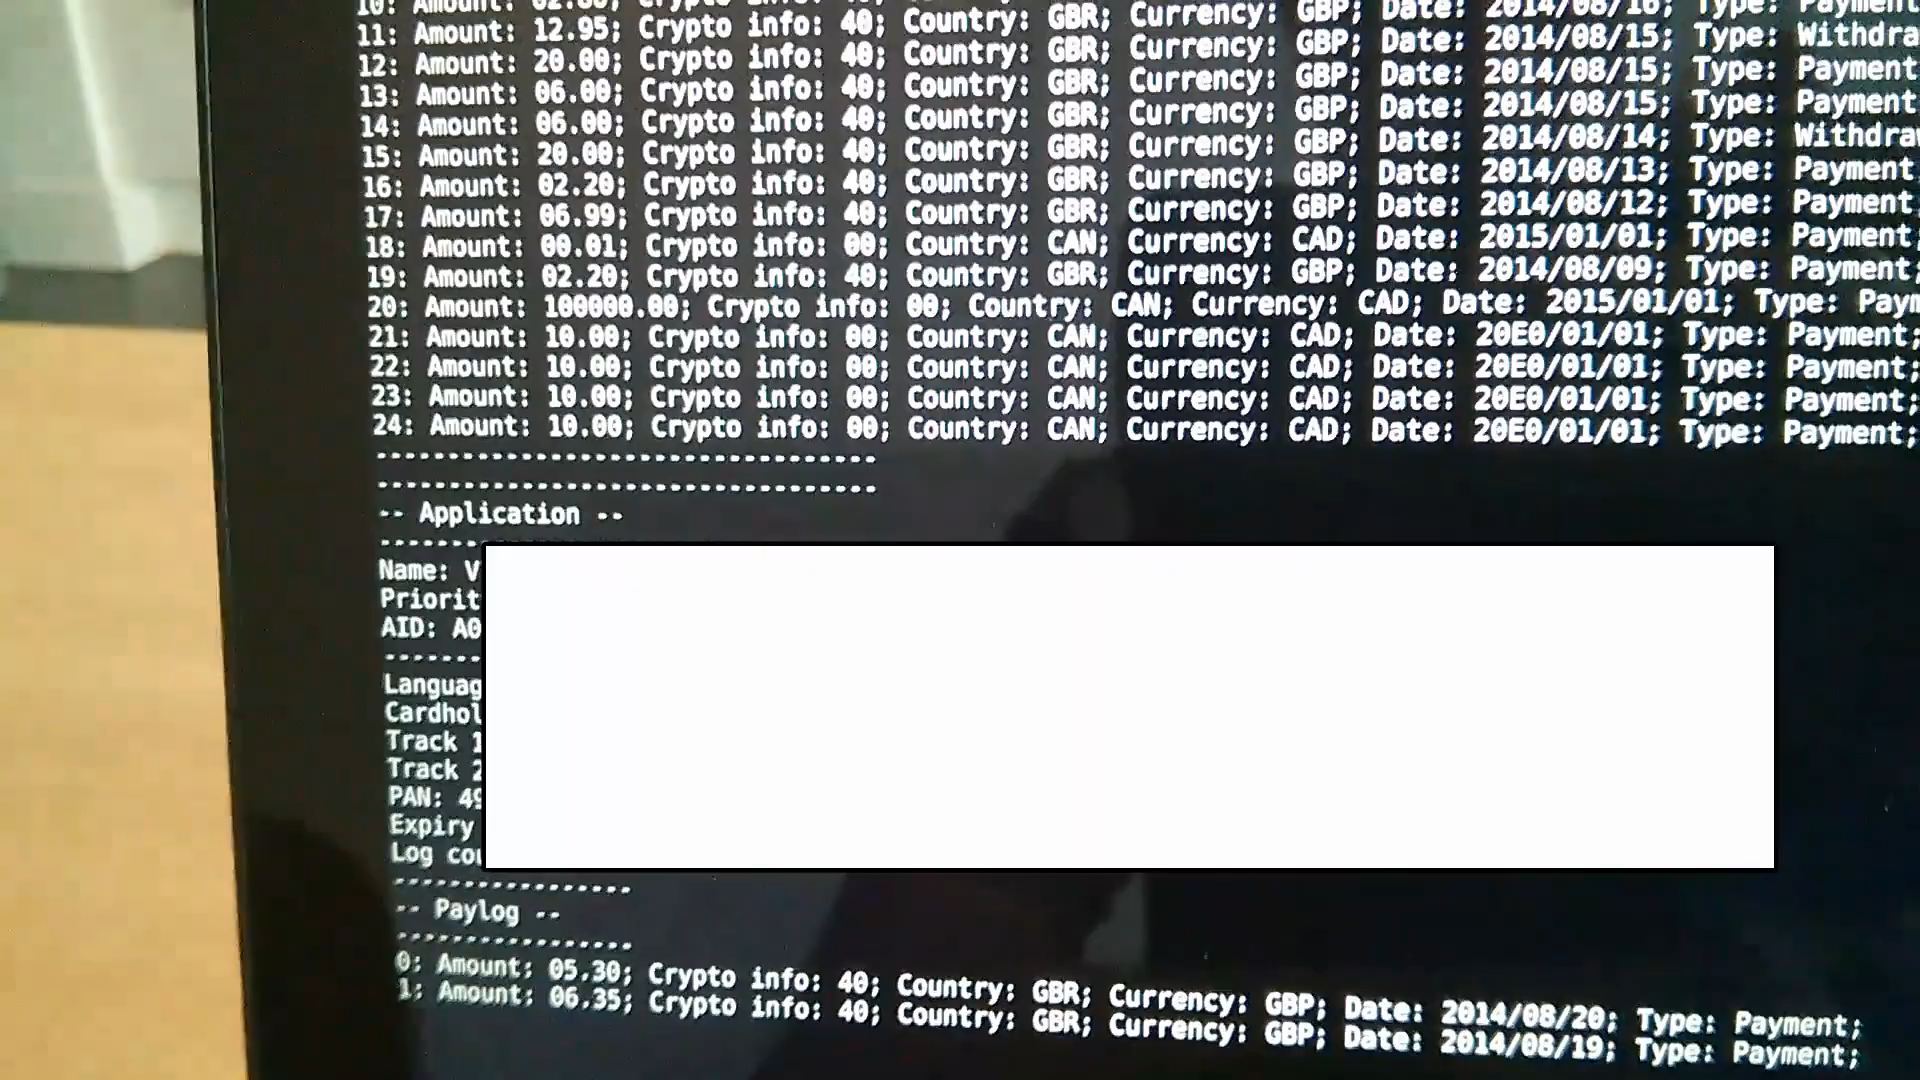 10: Amount: 02.80; Crypto info: 40; Country: GBR; Currency: GBP; Date: 2014/08/16; Type: Payment
11: Amount: 12.95; Crypto info: 40; Country: GBR; Currency: GBP; Date: 2014/08/15; Type: Withdra
12: Amount: 20.00; Crypto info: 40; Country: GBR; Currency: GBP; Date: 2014/08/15; Type: Payment
13: Amount: 06.00; Crypto info: 40; Country: GBR; Currency: GBP; Date: 2014/08/15; Type: Payment
14: Amount: 06.00; Crypto info: 40; Country: GBR; Currency: GBP; Date: 2014/08/14; Type: Withdraw
15: Amount: 20.00; Crypto info: 40; Country: GBR; Currency: GBP; Date: 2014/08/13; Type: Payment;
16: Amount: 02.20; Crypto info: 40; Country: GBR; Currency: GBP; Date: 2014/08/12; Type: Payment;
17: Amount: 06.99; Crypto info: 40; Country: GBR; Currency: GBP; Date: 2015/01/01; Type: Payment;
18: Amount: 00.01; Crypto info: 00; Country: CAN; Currency: CAD; Date: 2014/08/09; Type: Payment;
19: Amount: 02.20; Crypto info: 40; Country: GBR; Currency: GBP;
20: Amount: 100000.00; Crypto info: 00; Country: CAN; Currency: CAD; Date: 2015/01/01; Type: Paym
21: Amount: 10.00; Crypto info: 00; Country: CAN; Currency: CAD; Date: 20E0/01/01; Type: Payment;
22: Amount: 10.00; Crypto info: 00; Country: CAN; Currency: CAD; Date: 20E0/01/01; Type: Payment;
23: Amount: 10.00; Crypto info: 00; Country: CAN; Currency: CAD; Date: 20E0/01/01; Type: Payment;
24: Amount: 10.00; Crypto info: 00; Country: CAN; Currency: CAD; Date: 20E0/01/01; Type: Payment;
-- Application --
Name: V
Priorit
AID: A0
Languag
Cardhol
Track 1
Track 2
PAN: 49
Expiry
Log cou
-- Paylog --
0: Amount: 05.30; Crypto info: 40; Country: GBR; Currency: GBP; Date: 2014/08/20; Type: Payment;
1: Amount: 06.35; Crypto info: 40; Country: GBR; Currency: GBP; Date: 2014/08/19; Type: Payment;